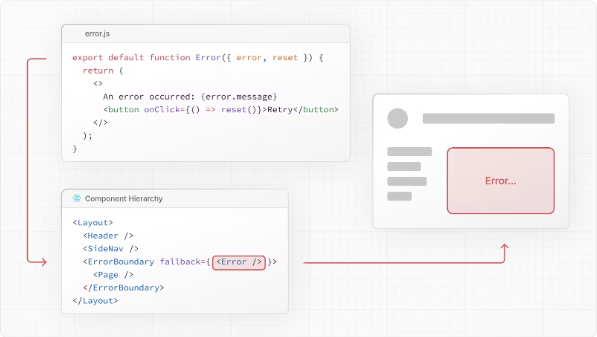 error.js
export default function Error({ error, reset }) {
return (
<>
An error occurred: {error.message}
<button onClick={() => reset()}>Retry</button>
</>
);
}
Component Hierarchy
<Layout>
<Header />
<SideNav />
<ErrorBoundary fallback={ <Error /> }>
<Page />
</ErrorBoundary>
</Layout>
Error...